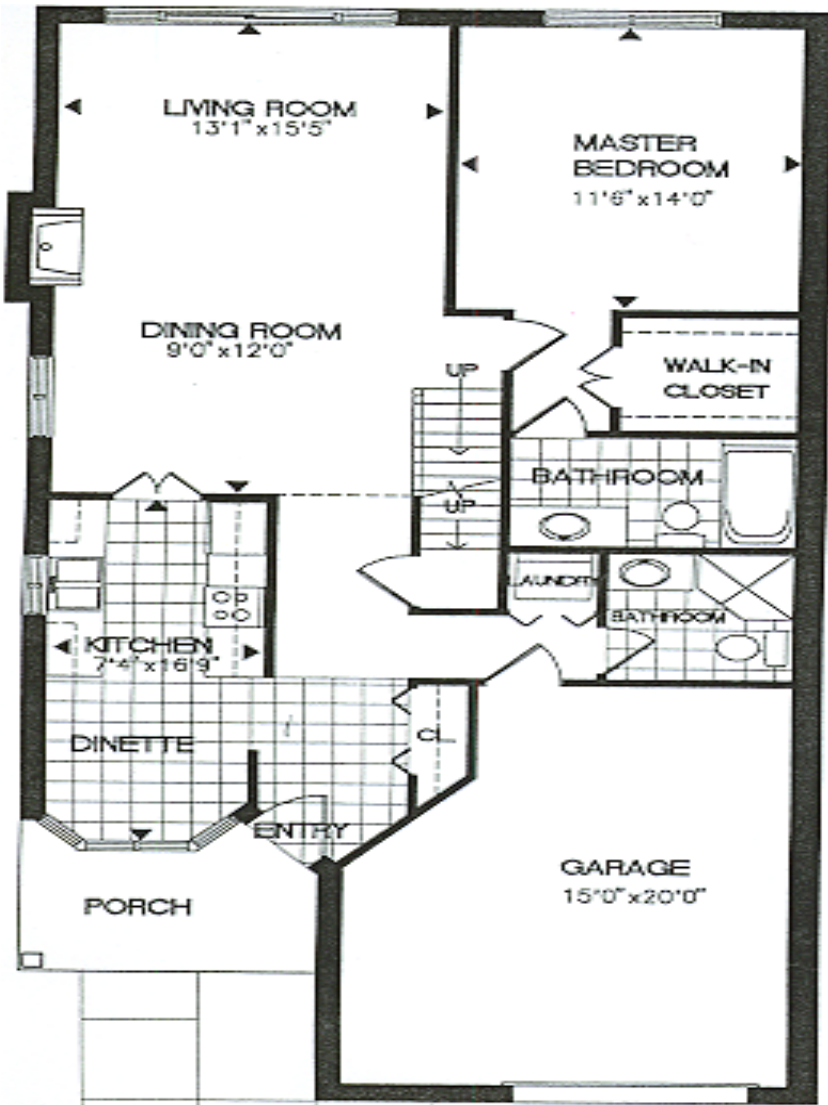 LIVING ROOM
13'1" x 15'5"
MASTER
BEDROOM
11'6" x 14'0"
DINING ROOM
9'0" x 12'0"
UP
WALK-IN
CLOSET
BATHROOM
UP
LAUNDRY
BATHROOM
KITCHEN
7'4" x 16'9"
DINETTE
CL
ENTRY
GARAGE
15'0" x 20'0"
PORCH